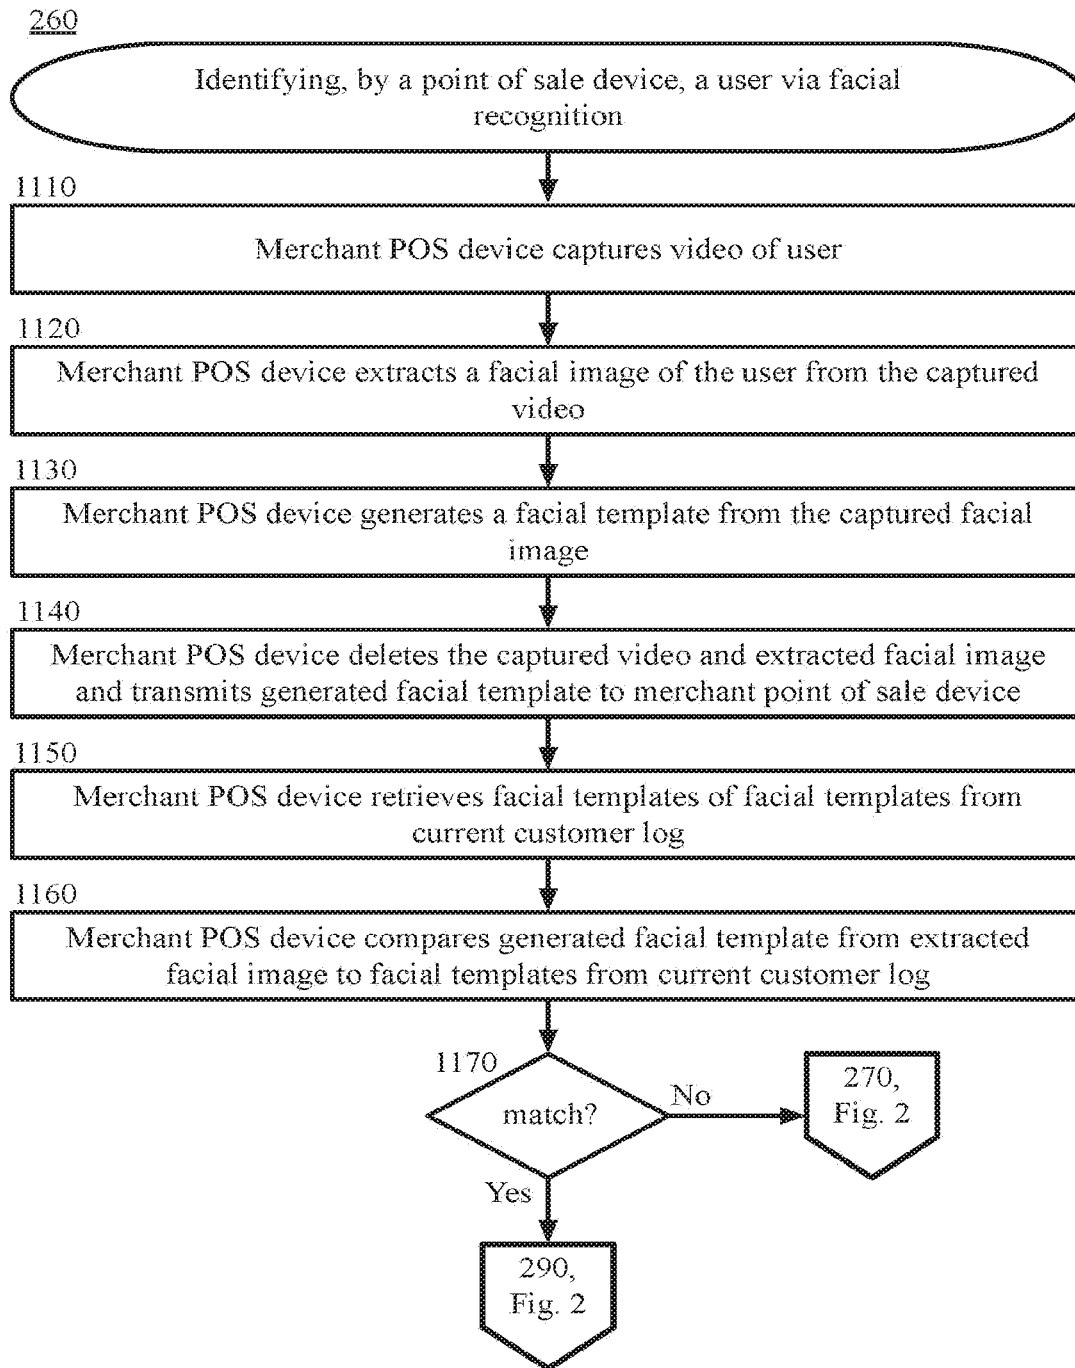 260
Identifying, by a point of sale device, a user via facial
recognition
1110
Merchant POS device captures video of user
1120
Merchant POS device extracts a facial image of the user from the captured
video
1130
Merchant POS device generates a facial template from the captured facial
image
1140
Merchant POS device deletes the captured video and extracted facial image
and transmits generated facial template to merchant point of sale device
1150
Merchant POS device retrieves facial templates of facial templates from
current customer log
1160
Merchant POS device compares generated facial template from extracted
facial image to facial templates from current customer log
1170
match?
No
270,
Fig. 2
Yes
290,
Fig. 2